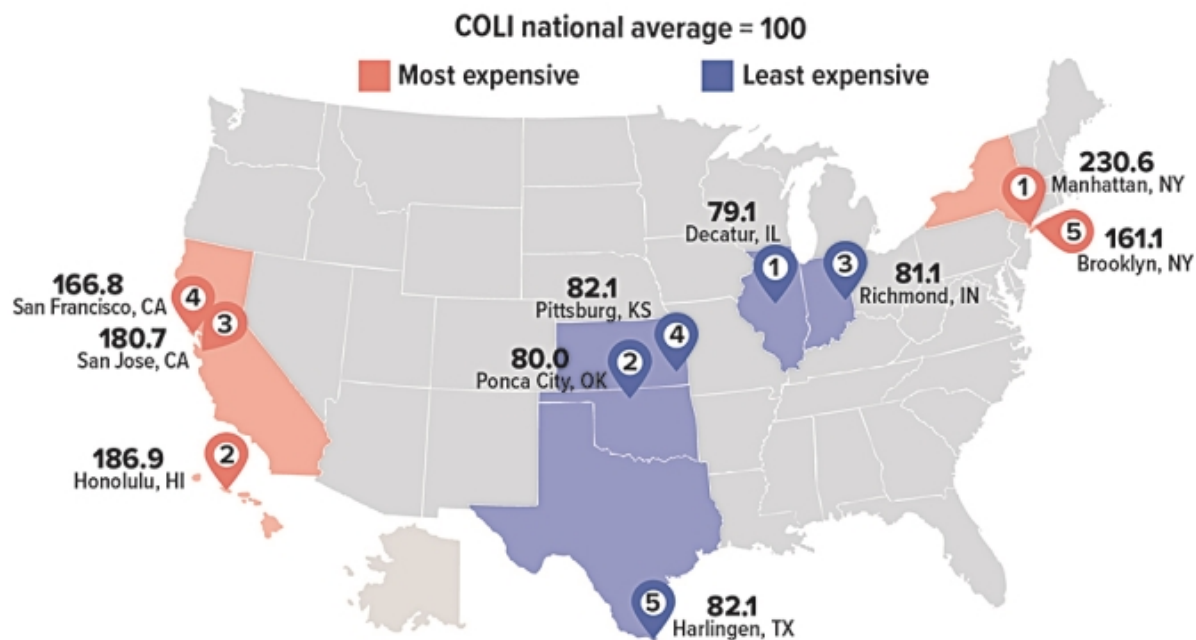 COLI national average = 100
Most expensive
Least expensive
230.6
1
Manhattan, NY
5
161.1
Brooklyn, NY
79.1
Decatur, IL
1
3
81.1
Richmond, IN
166.8
San Francisco, CA
4
3
180.7
San Jose, CA
82.1
Pittsburg, KS
4
80.0
Ponca City, OK
2
186.9
Honolulu, HI
2
5
82.1
Harlingen, TX